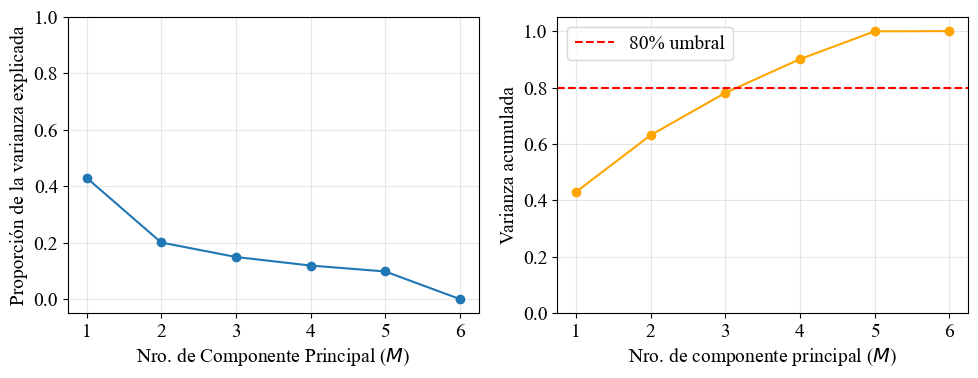 Proporción de la varianza explicada
1.0
0.8
0.6
0.4
0.2
0.0
1 2 3 4 5 6
Nro. de Componente Principal (M)
Varianza acumulada
1.0
0.8
0.6
0.4
0.2
0.0
80% umbral
1 2 3 4 5 6
Nro. de componente principal (M)